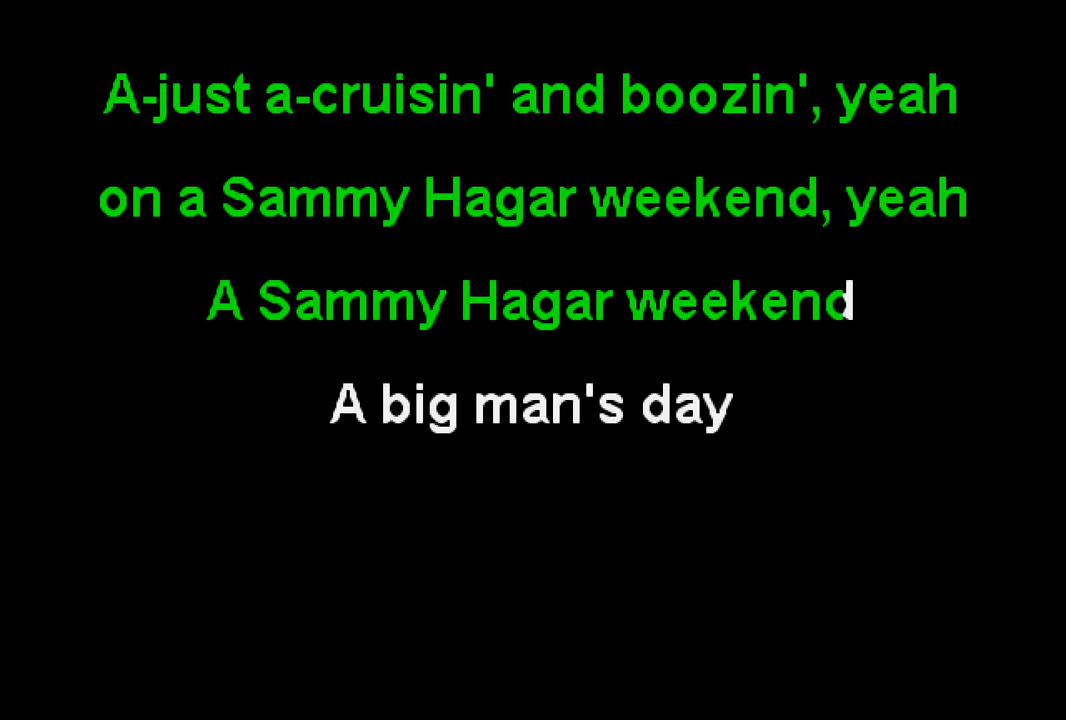 A-just a-cruisin' and boozin', yeah
on a Sammy Hagar weekend, yeah
A Sammy Hagar weekend
A big man's day